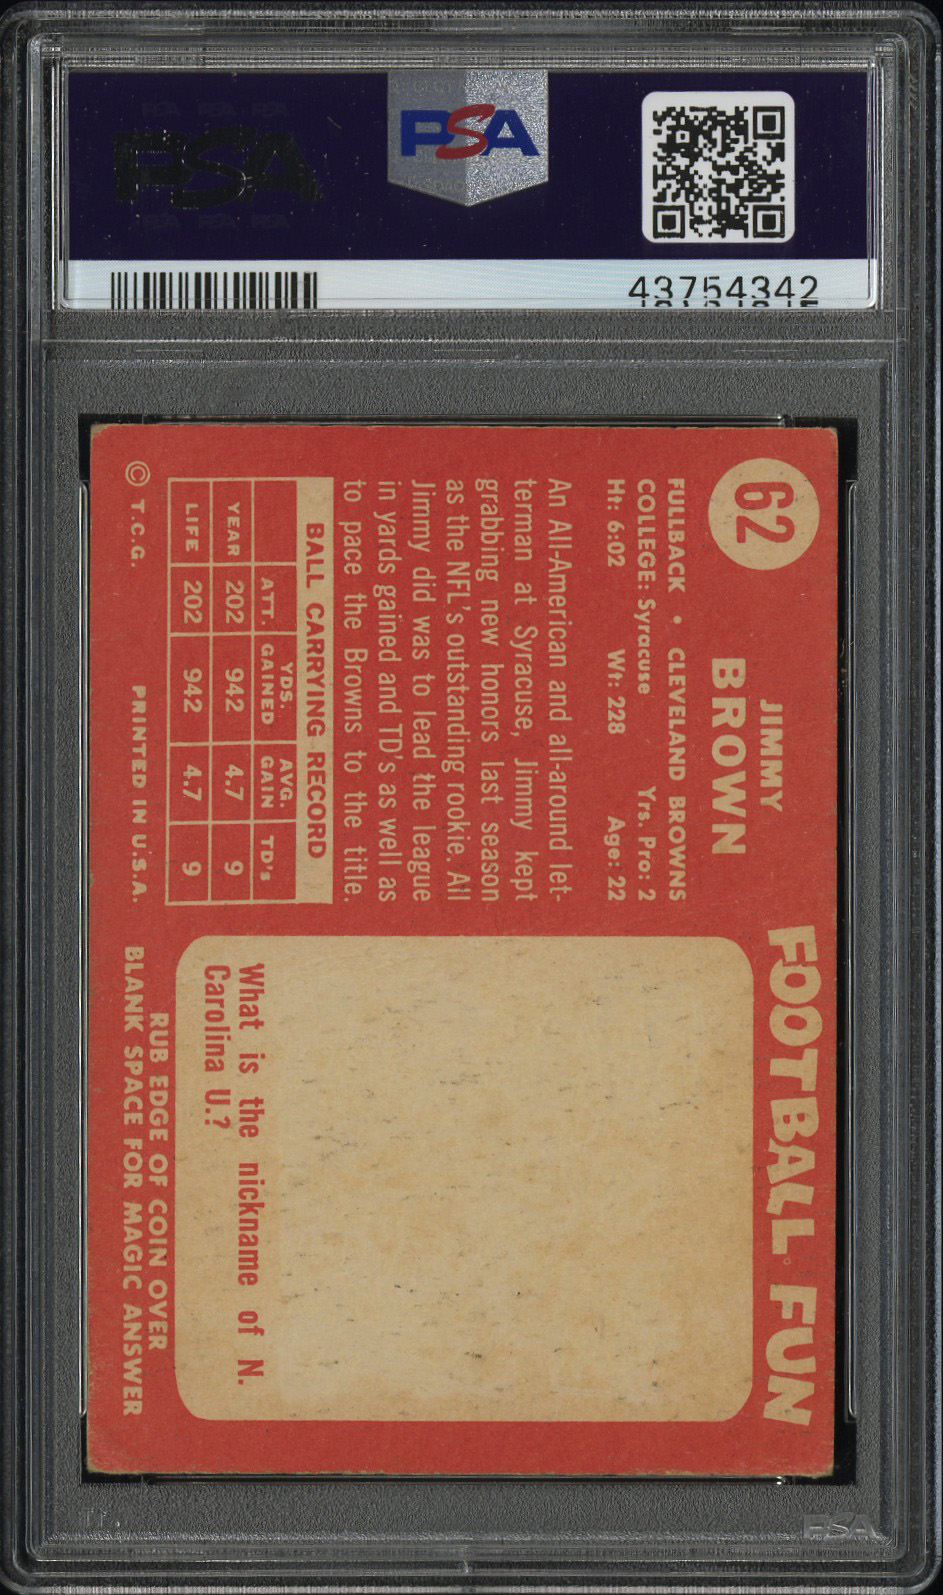 PSA
PSA
43754342
62
JIMMY
BROWN
FULLBACK • CLEVELAND BROWNS
COLLEGE: Syracuse Yrs. Pro: 2
Ht: 6:02 Wt: 228 Age: 22
An All-American and all-around let-
terman at Syracuse, Jimmy kept
grabbing new honors last season
as the NFL's outstanding rookie. All
Jimmy did was to lead the league
in yards gained and TD's as well as
to pace the Browns to the title.
BALL CARRYING RECORD
ATT. YDS. GAINED AVG. GAIN TD's
YEAR 202 942 4.7 9
LIFE 202 942 4.7 9
© T.C.G. PRINTED IN U.S.A.
FOOTBALL FUN
What is the nickname of N.
Carolina U.?
RUB EDGE OF COIN OVER
BLANK SPACE FOR MAGIC ANSWER
PSA